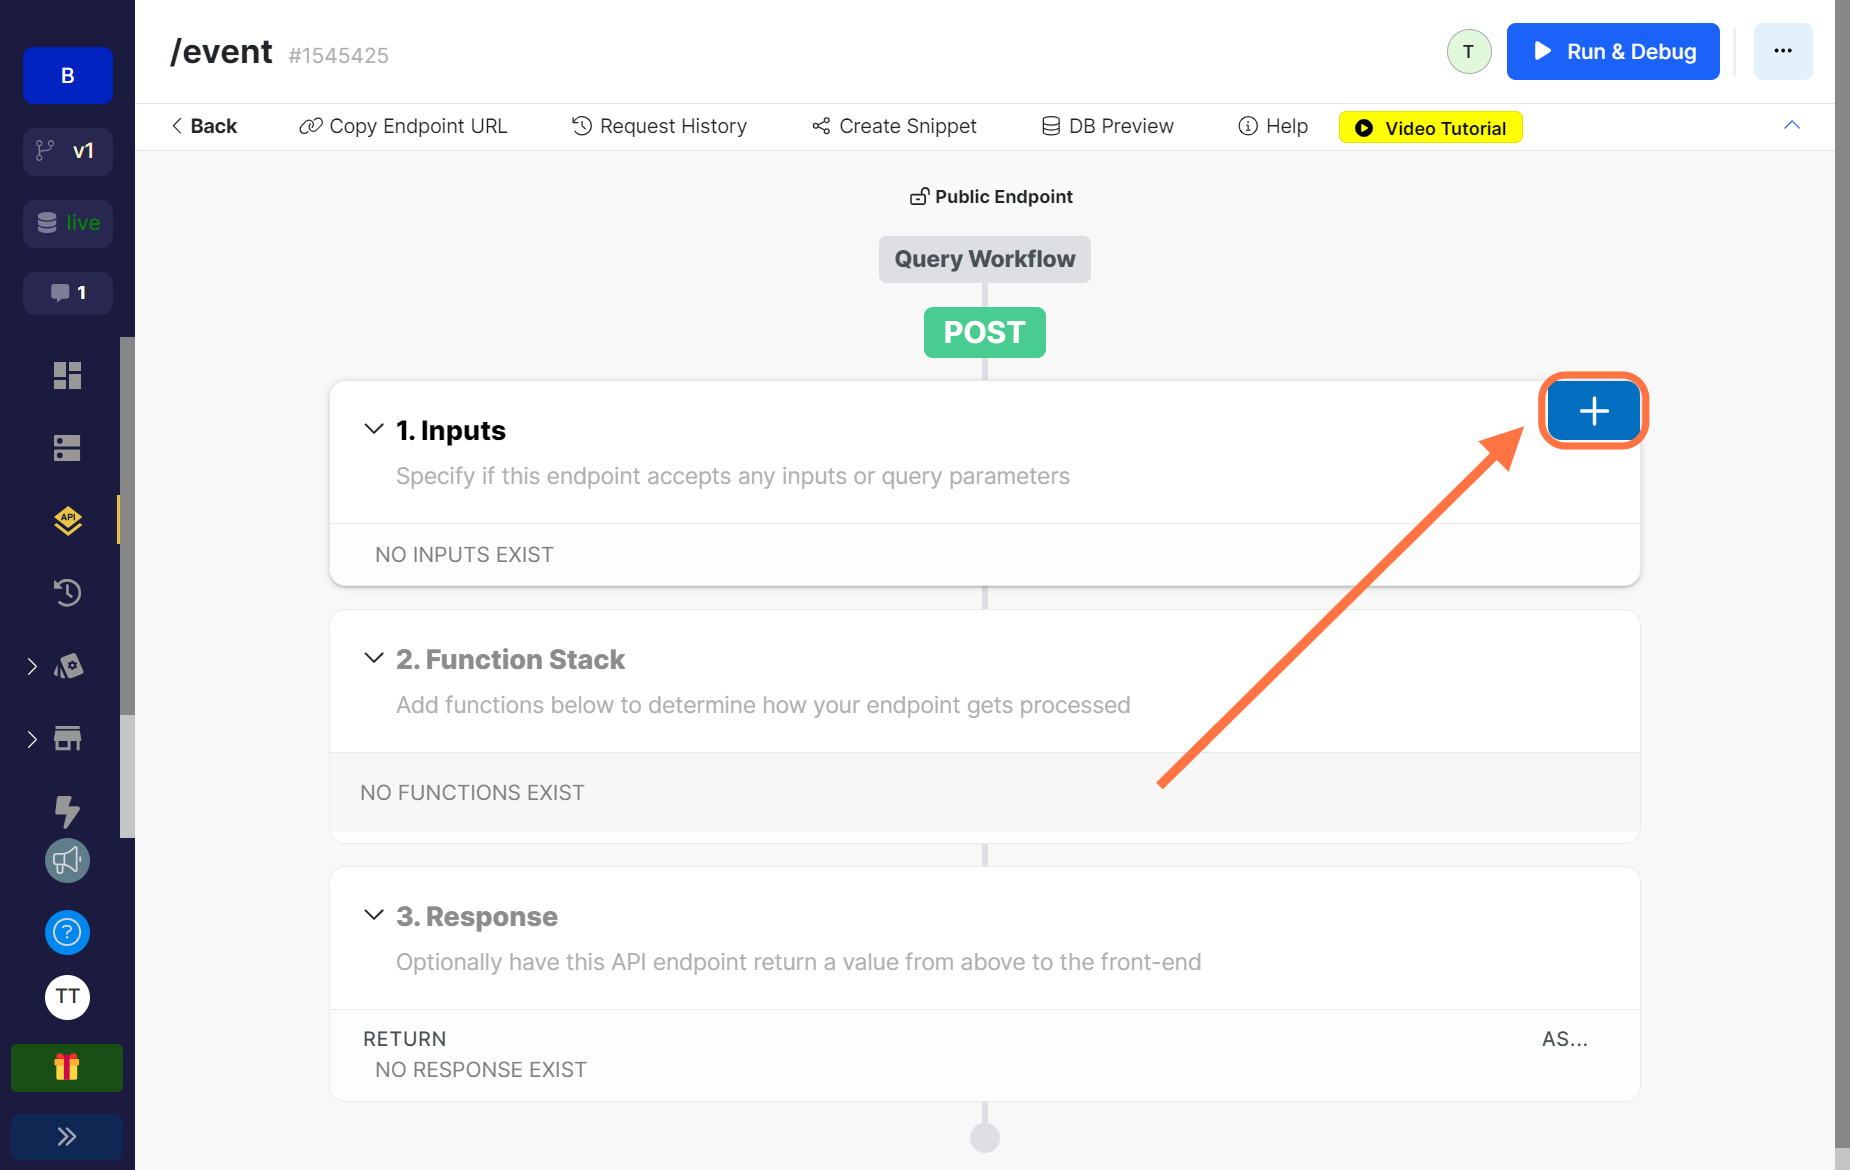 B
v1
live
1
API
?
TT
/event #1545425
T
Run & Debug
...
Back
Copy Endpoint URL
Request History
Create Snippet
DB Preview
Help
Video Tutorial
Public Endpoint
Query Workflow
POST
1. Inputs
Specify if this endpoint accepts any inputs or query parameters
NO INPUTS EXIST
2. Function Stack
Add functions below to determine how your endpoint gets processed
NO FUNCTIONS EXIST
3. Response
Optionally have this API endpoint return a value from above to the front-end
RETURN AS...
NO RESPONSE EXIST